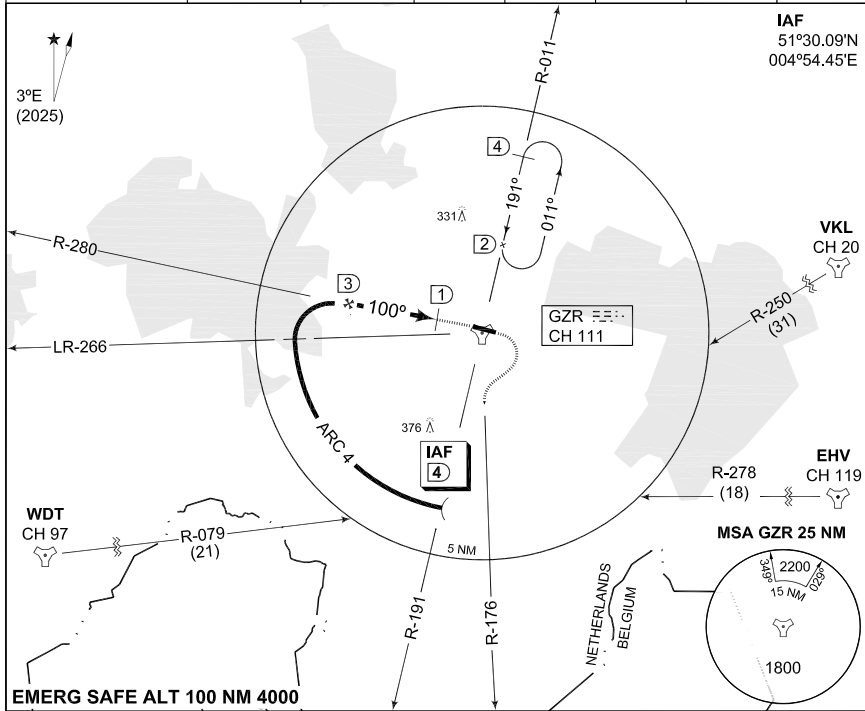 IAF
51º30.09'N
004º54.45'E
3ºE
(2025)
R-011
4
191º
011º
331
2
VKL
CH 20
R-280
3
100º
1
R-250
(31)
GZR
CH 111
LR-266
ARC 4
376
IAF
4
R-278
(18)
EHV
CH 119
WDT
CH 97
R-079
(21)
5 NM
MSA GZR 25 NM
349º
2200
029º
15 NM
1800
R-191
R-176
NETHERLANDS
BELGIUM
EMERG SAFE ALT 100 NM 4000